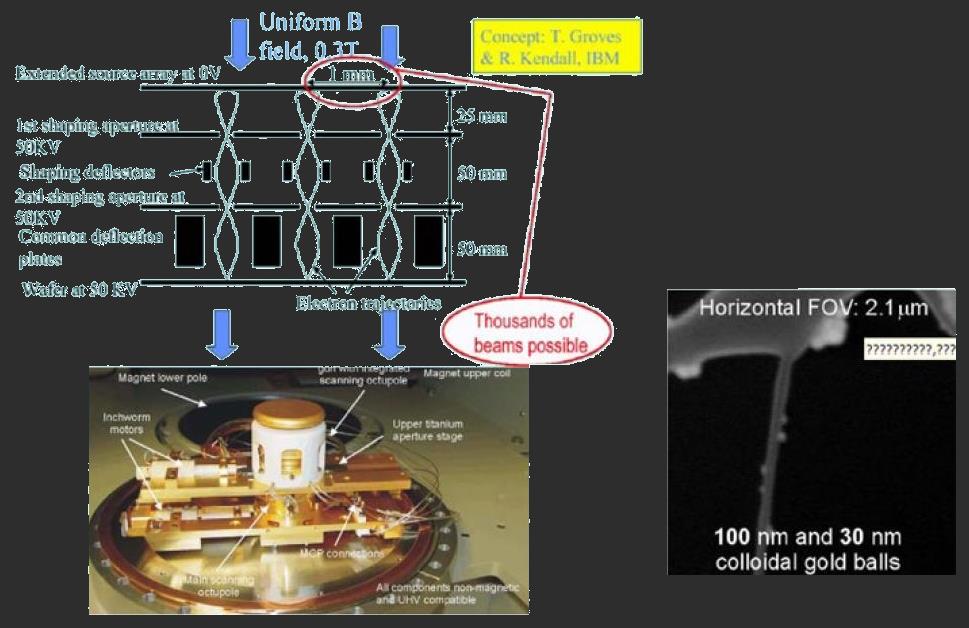 Uniform B
field, 0.3T
Concept: T. Groves
& R. Kendall, IBM
Extended source array at 0V
1 mm
25 mm
1st shaping aperture at
50KV
Shaping deflectors
50 mm
2nd shaping aperture at
50KV
Common deflection
plates
50 mm
Wafer at 50 KV
Electron trajectories
Thousands of
beams possible
Horizontal FOV: 2.1µm
??????????,???
100 nm and 30 nm
colloidal gold balls
Magnet lower pole
gun with integrated
scanning octupole
Magnet upper coil
Inchworm
motors
Upper titanium
aperture stage
MCP connections
Main scanning
octupole
All components non-magnetic
and UHV compatible